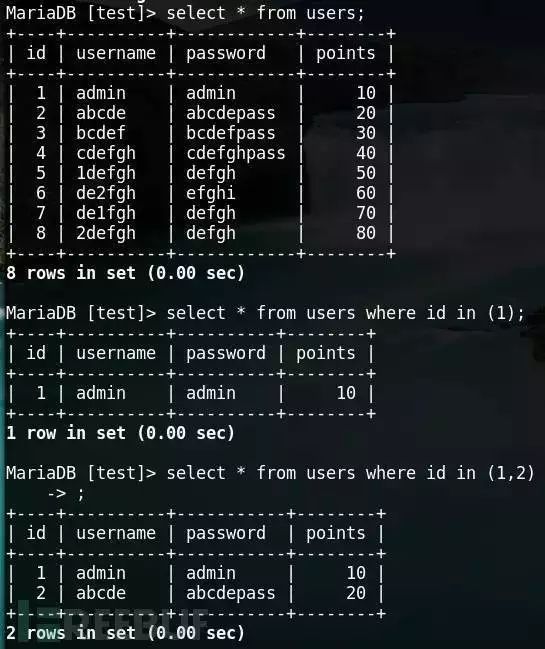 MariaDB [test]> select * from users;
+----+----------+------------+--------+
| id | username | password   | points |
+----+----------+------------+--------+
|  1 | admin    | admin      |     10 |
|  2 | abcde    | abcdepass  |     20 |
|  3 | bcdef    | bcdefpass  |     30 |
|  4 | cdefgh   | cdefghpass |     40 |
|  5 | 1defgh   | defgh      |     50 |
|  6 | de2fgh   | efghi      |     60 |
|  7 | de1fgh   | defgh      |     70 |
|  8 | 2defgh   | defgh      |     80 |
+----+----------+------------+--------+
8 rows in set (0.00 sec)
MariaDB [test]> select * from users where id in (1);
+----+----------+----------+--------+
| id | username | password | points |
+----+----------+----------+--------+
|  1 | admin    | admin    |     10 |
+----+----------+----------+--------+
1 row in set (0.00 sec)
MariaDB [test]> select * from users where id in (1,2)
    -> ;
+----+----------+-----------+--------+
| id | username | password  | points |
+----+----------+-----------+--------+
|  1 | admin    | admin     |     10 |
|  2 | abcde    | abcdepass |     20 |
+----+----------+-----------+--------+
2 rows in set (0.00 sec)